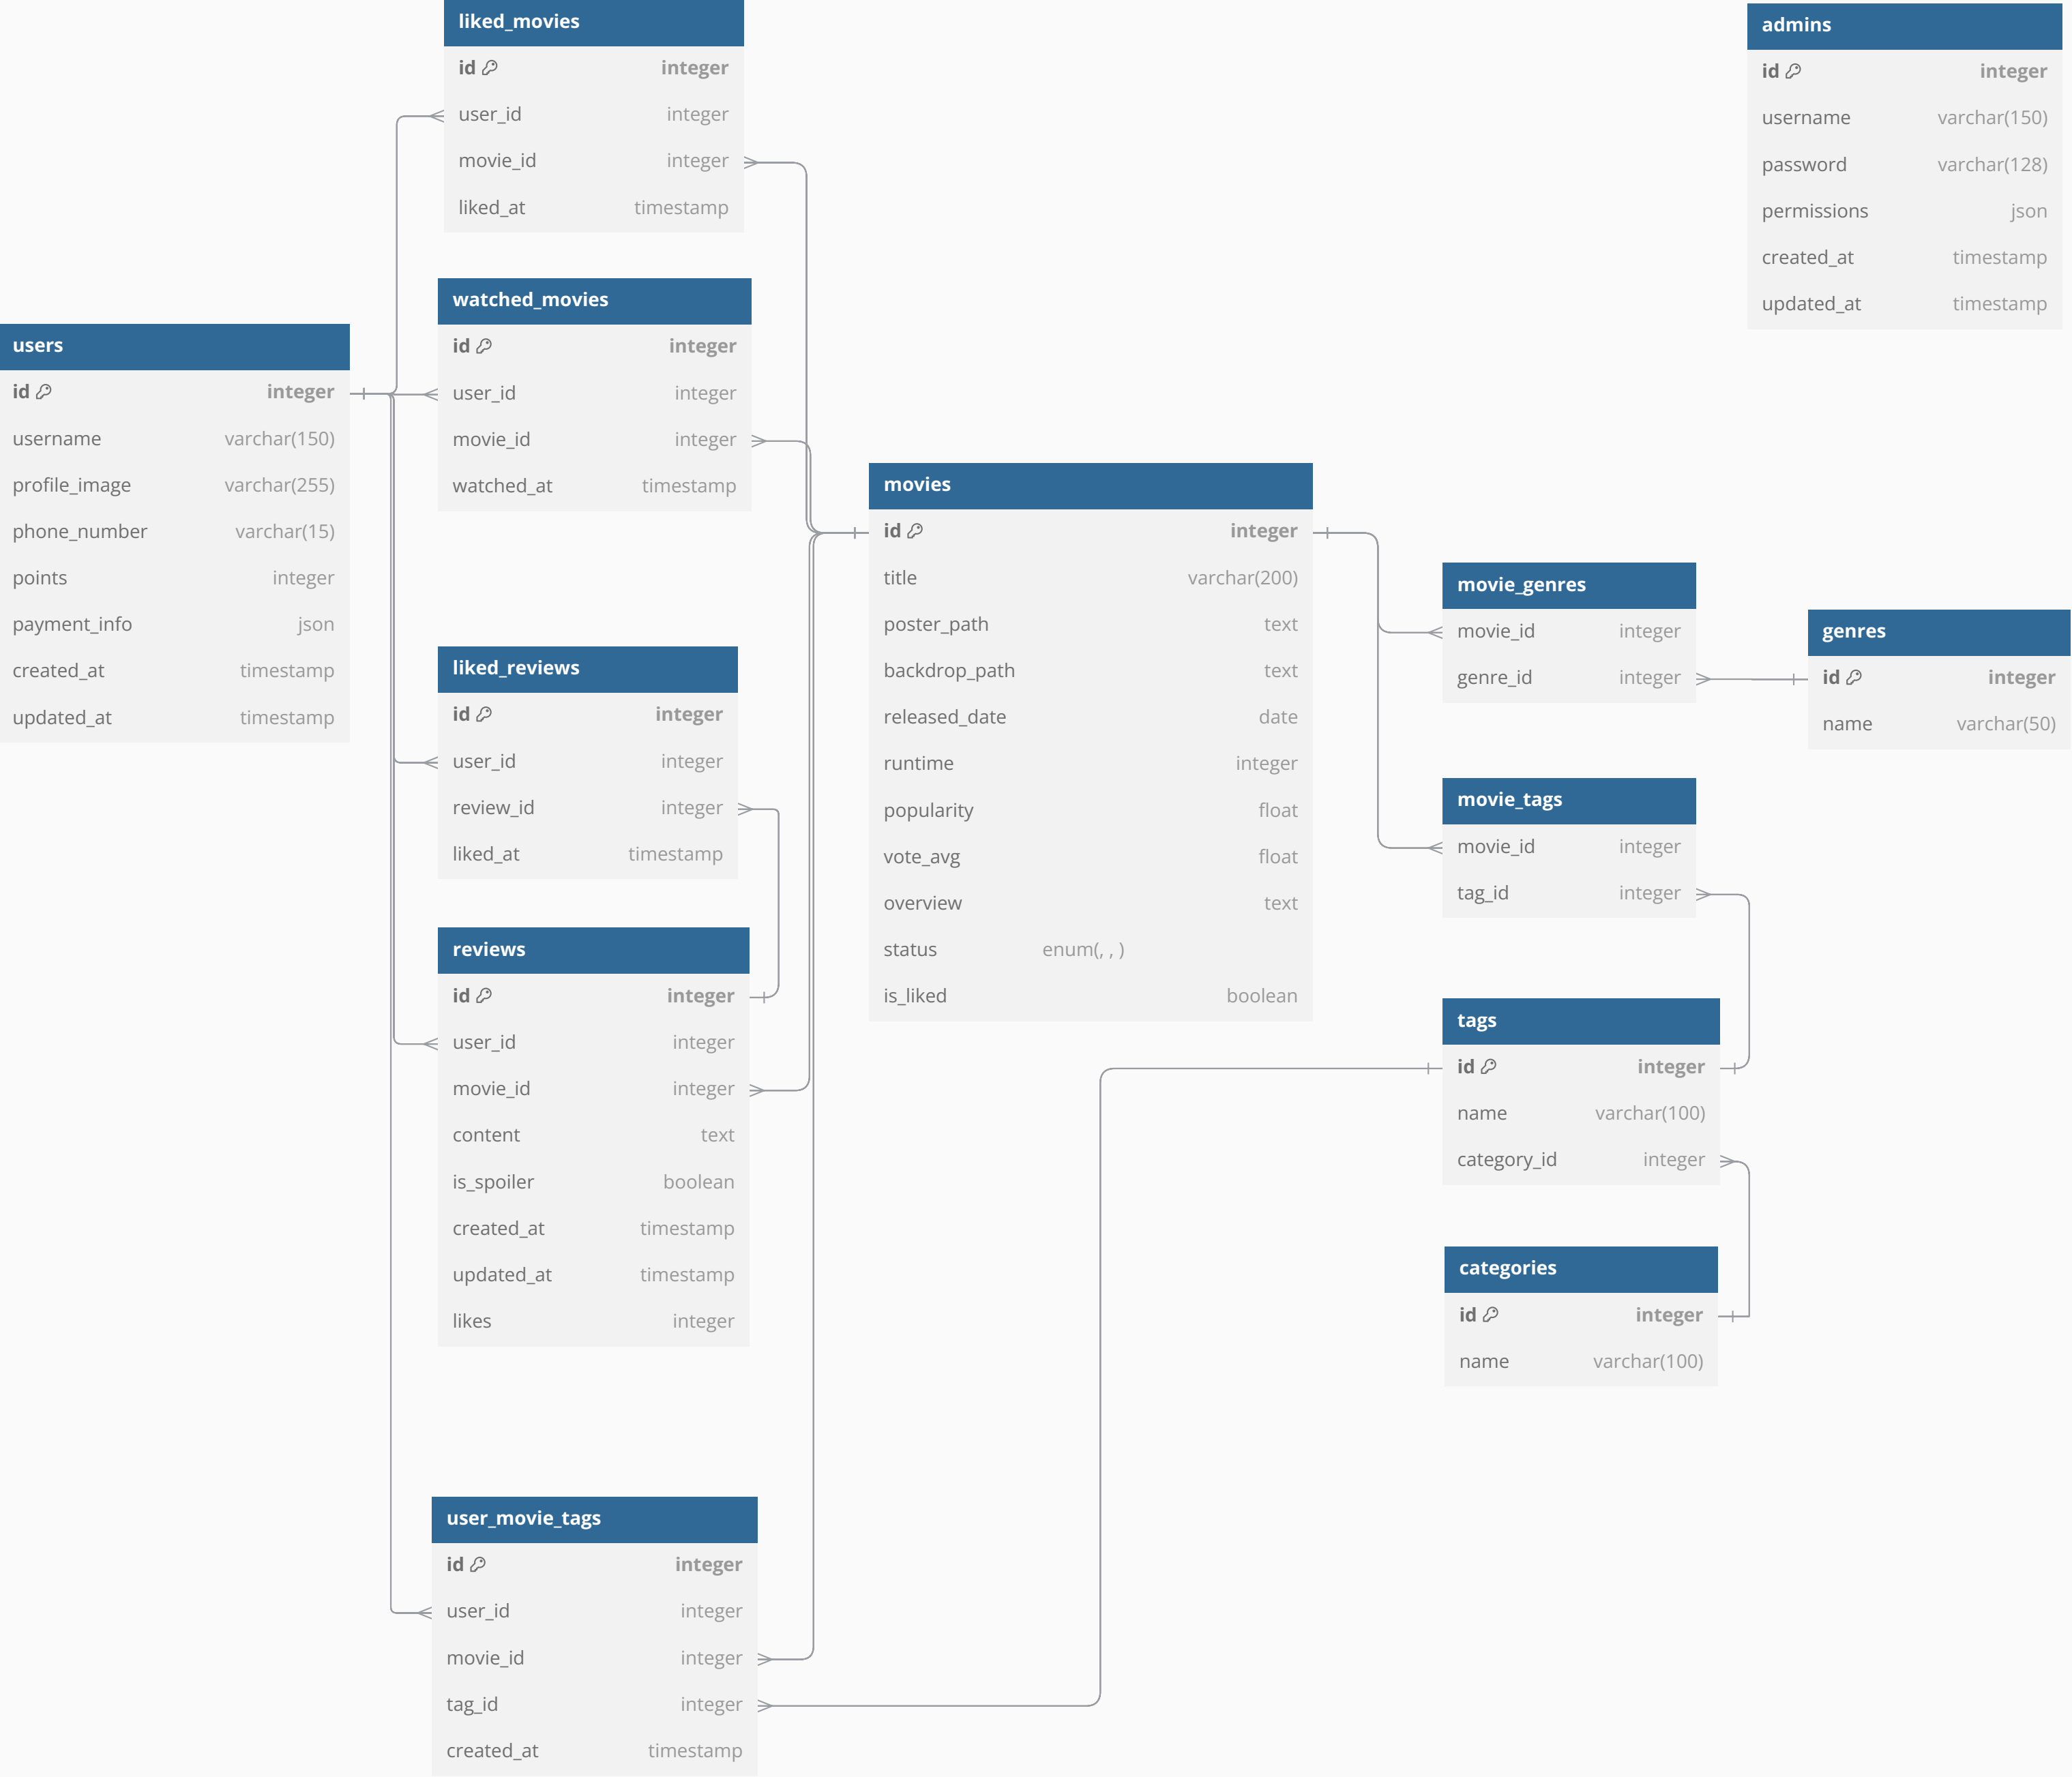 liked_movies
id integer
user_id integer
movie_id integer
liked_at timestamp
admins
id integer
username varchar(150)
password varchar(128)
permissions json
created_at timestamp
updated_at timestamp
watched_movies
id integer
user_id integer
movie_id integer
watched_at timestamp
users
id integer
username varchar(150)
profile_image varchar(255)
phone_number varchar(15)
points integer
payment_info json
created_at timestamp
updated_at timestamp
movies
id integer
title varchar(200)
poster_path text
backdrop_path text
released_date date
runtime integer
popularity float
vote_avg float
overview text
status enum(, , )
is_liked boolean
movie_genres
movie_id integer
genre_id integer
genres
id integer
name varchar(50)
liked_reviews
id integer
user_id integer
review_id integer
liked_at timestamp
movie_tags
movie_id integer
tag_id integer
reviews
id integer
user_id integer
movie_id integer
content text
is_spoiler boolean
created_at timestamp
updated_at timestamp
likes integer
tags
id integer
name varchar(100)
category_id integer
categories
id integer
name varchar(100)
user_movie_tags
id integer
user_id integer
movie_id integer
tag_id integer
created_at timestamp